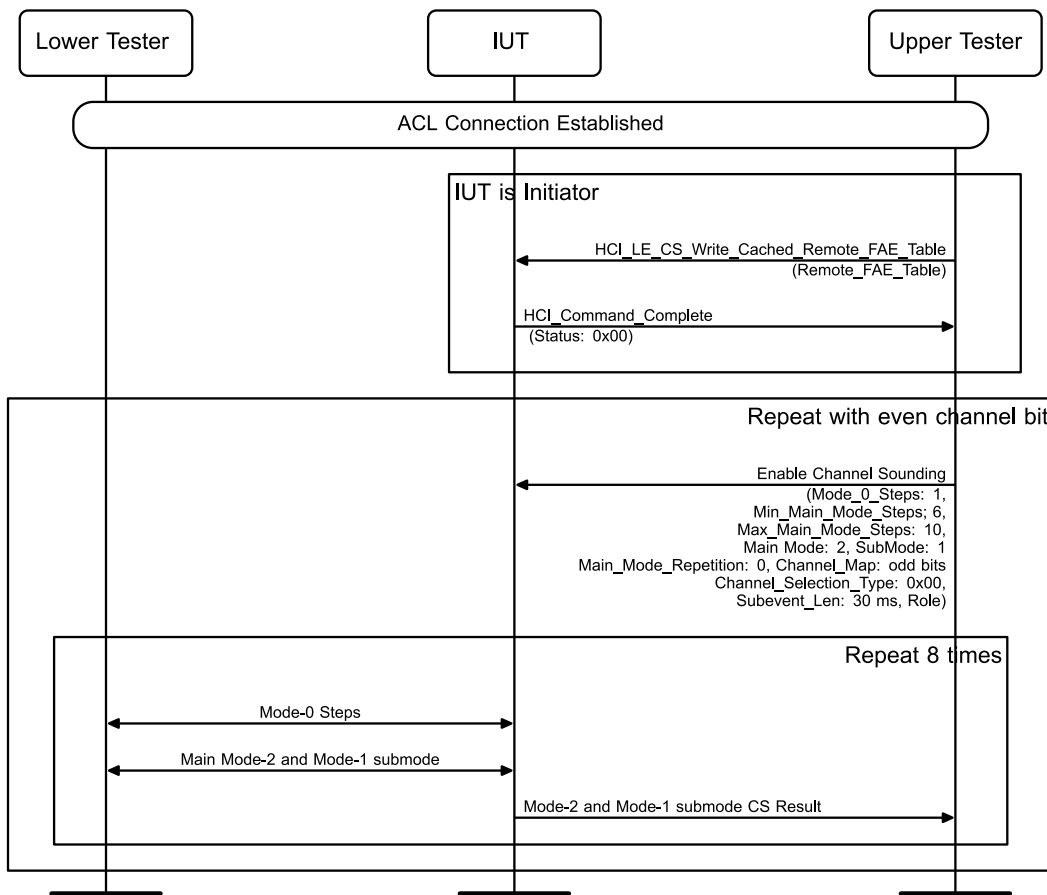 Lower Tester
IUT
Upper Tester
ACL Connection Established
IUT is Initiator
HCI_LE_CS_Write_Cached_Remote_FAE_Table
(Remote_FAE_Table)
HCI_Command_Complete
(Status: 0x00)
Repeat with even channel bit
Enable Channel Sounding
(Mode_0_Steps: 1,
Min_Main_Mode_Steps; 6,
Max_Main_Mode_Steps: 10,
Main Mode: 2, SubMode: 1
Main_Mode_Repetition: 0, Channel_Map: odd bits
Channel_Selection_Type: 0x00,
Subevent_Len: 30 ms, Role)
Repeat 8 times
Mode-0 Steps
Main Mode-2 and Mode-1 submode
Mode-2 and Mode-1 submode CS Result